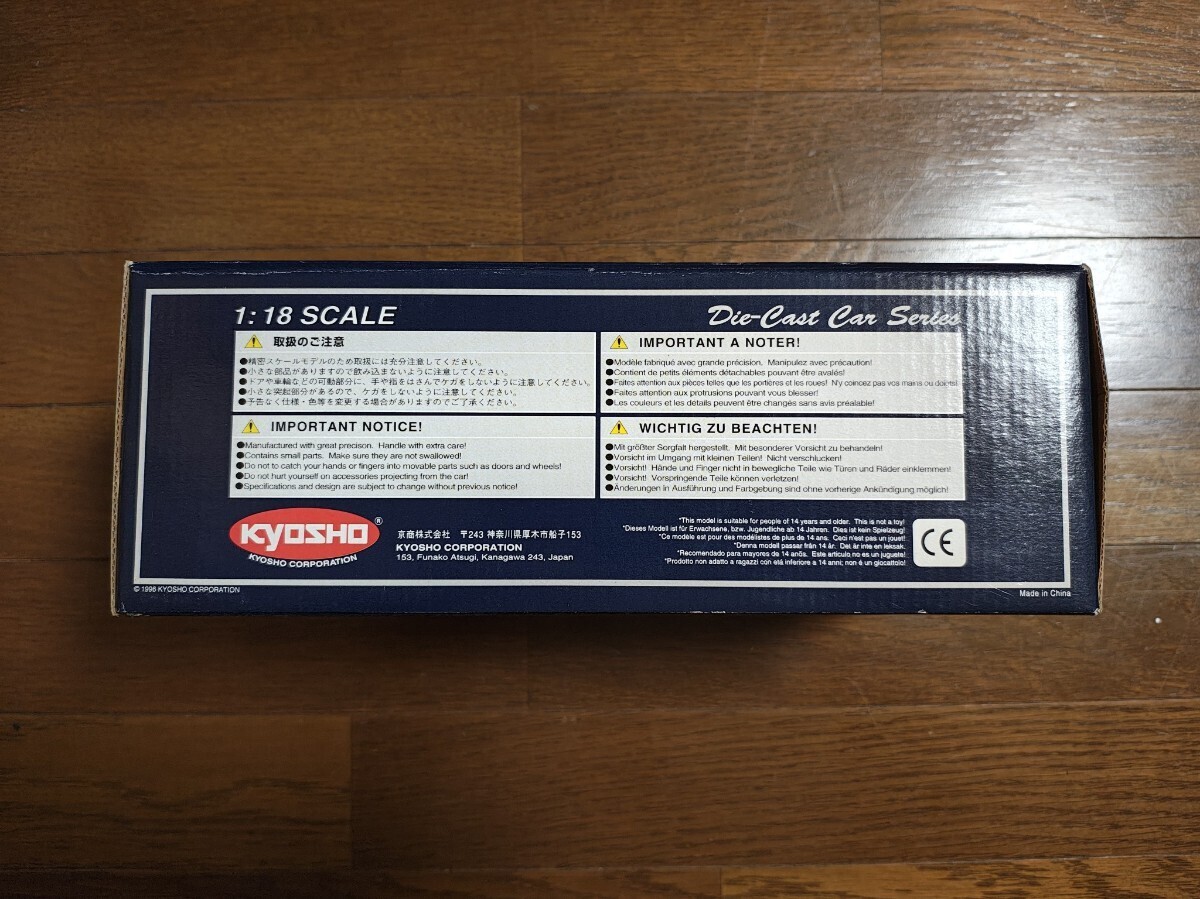 1:18 SCALE
Die-Cast Car Series
取扱のご注意
●精密スケールモデルのため取扱には充分注意してください。
●小さな部品がありますので飲み込まないように注意してください。
●ドアや車輪などの可動部分に、手や指をはさんでケガをしないように注意してください。
●小さな突起部分があるので、ケガをしないように注意してください。
●予告なく仕様・色等を変更する場合がありますのでご了承ください。
IMPORTANT A NOTER!
●Modèle fabriqué avec grande précision. Manipulez avec précaution!
●Contient de petits éléments détachables pouvant être avalés!
●Faites attention aux pièces telles que les portières et les roues! N'y coincez pas vos mains ou doigts!
●Faites attention aux protrusions pouvant vous blesser!
●Les couleurs et les détails peuvent être changés sans avis préalable!
IMPORTANT NOTICE!
●Manufactured with great precison. Handle with extra care!
●Contains small parts. Make sure they are not swallowed!
●Do not to catch your hands or fingers into movable parts such as doors and wheels!
●Do not hurt yourself on accessories projecting from the car!
●Specifications and design are subject to change without previous notice!
WICHTIG ZU BEACHTEN!
●Mit größter Sorgfalt hergestellt. Mit besonderer Vorsicht zu behandeln!
●Vorsicht im Umgang mit kleinen Teilen! Nicht verschlucken!
●Vorsicht! Hände und Finger nicht in bewegliche Teile wie Türen und Räder einklemmen!
●Vorsicht! Vorspringende Teile können verletzen!
●Änderungen in Ausführung und Farbgebung sind ohne vorherige Ankündigung möglich!
KYOSHO®
KYOSHO CORPORATION
京商株式会社 〒243 神奈川県厚木市船子153
KYOSHO CORPORATION
153, Funako Atsugi, Kanagawa 243, Japan
*This model is suitable for people of 14 years and older. This is not a toy!
*Dieses Modell ist für Erwachsene, bzw. Jugendliche ab 14 Jahren. Dies ist kein Spielzeug!
*Ce modèle est pour des modélistes de plus de 14 ans. Ceci n'est pas un jouet!
*Denna modell passar från 14 år. Det är inte en leksak.
*Recomendado para mayores de 14 anõs. Este artículo no es un juguete!
*Prodotto non adatto a ragazzi con età inferiore a 14 anni; non è un giocattolo!
CE
© 1996 KYOSHO CORPORATION
Made in China